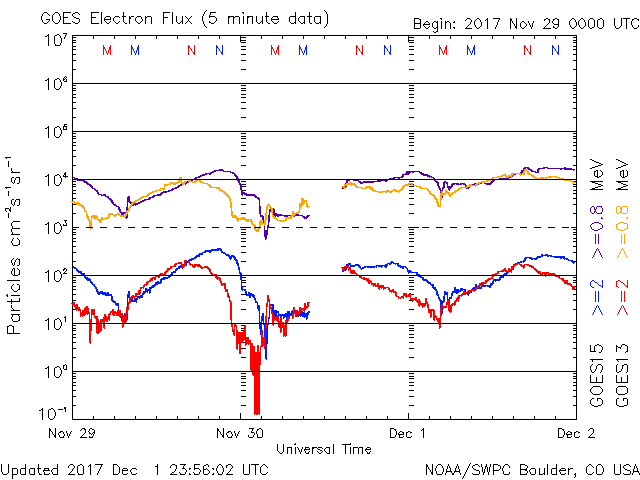 GOES Electron Flux (5 minute data)
Begin: 2017 Nov 29 0000 UTC
M M N N M M N N M M N N
10⁷
10⁶
10⁵
10⁴
10³
10²
10¹
10⁰
10⁻¹
Particles cm⁻²s⁻¹sr⁻¹
Nov 29 Nov 30 Dec 1 Dec 2
Universal Time
GOES15 >=2 >=0.8 MeV
GOES13 >=2 >=0.8 MeV
Updated 2017 Dec 1 23:56:02 UTC
NOAA/SWPC Boulder, CO USA